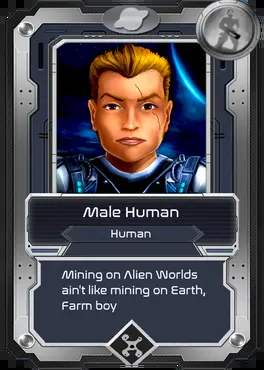 Male Human
Human
Mining on Alien Worlds
ain't like mining on Earth,
Farm boy